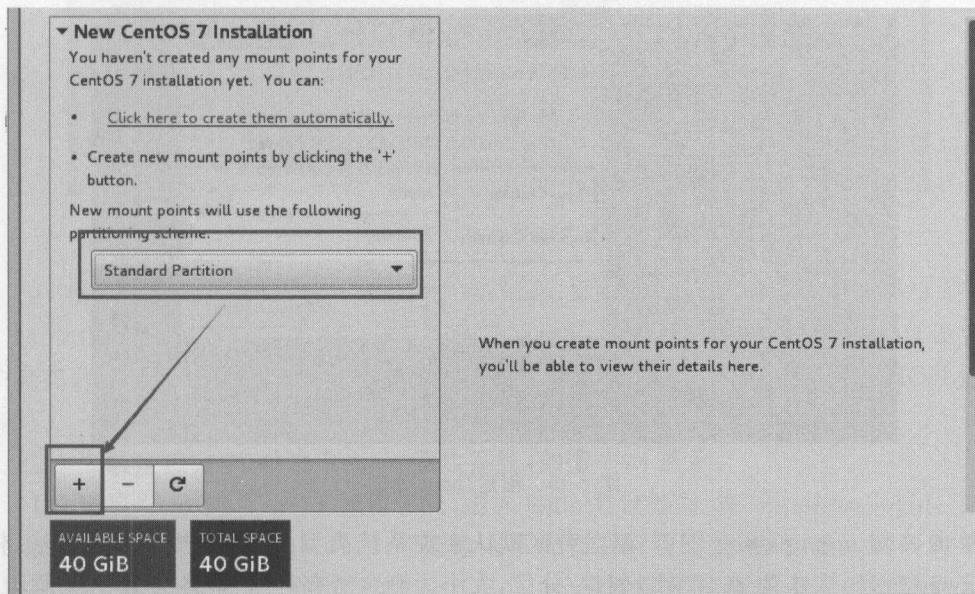 New CentOS 7 Installation
You haven't created any mount points for your
CentOS 7 installation yet. You can:
• Click here to create them automatically.
• Create new mount points by clicking the '+'
button.
New mount points will use the following
partitioning scheme:
Standard Partition
When you create mount points for your CentOS 7 installation,
you'll be able to view their details here.
+ −
AVAILABLE SPACE
40 GiB
TOTAL SPACE
40 GiB